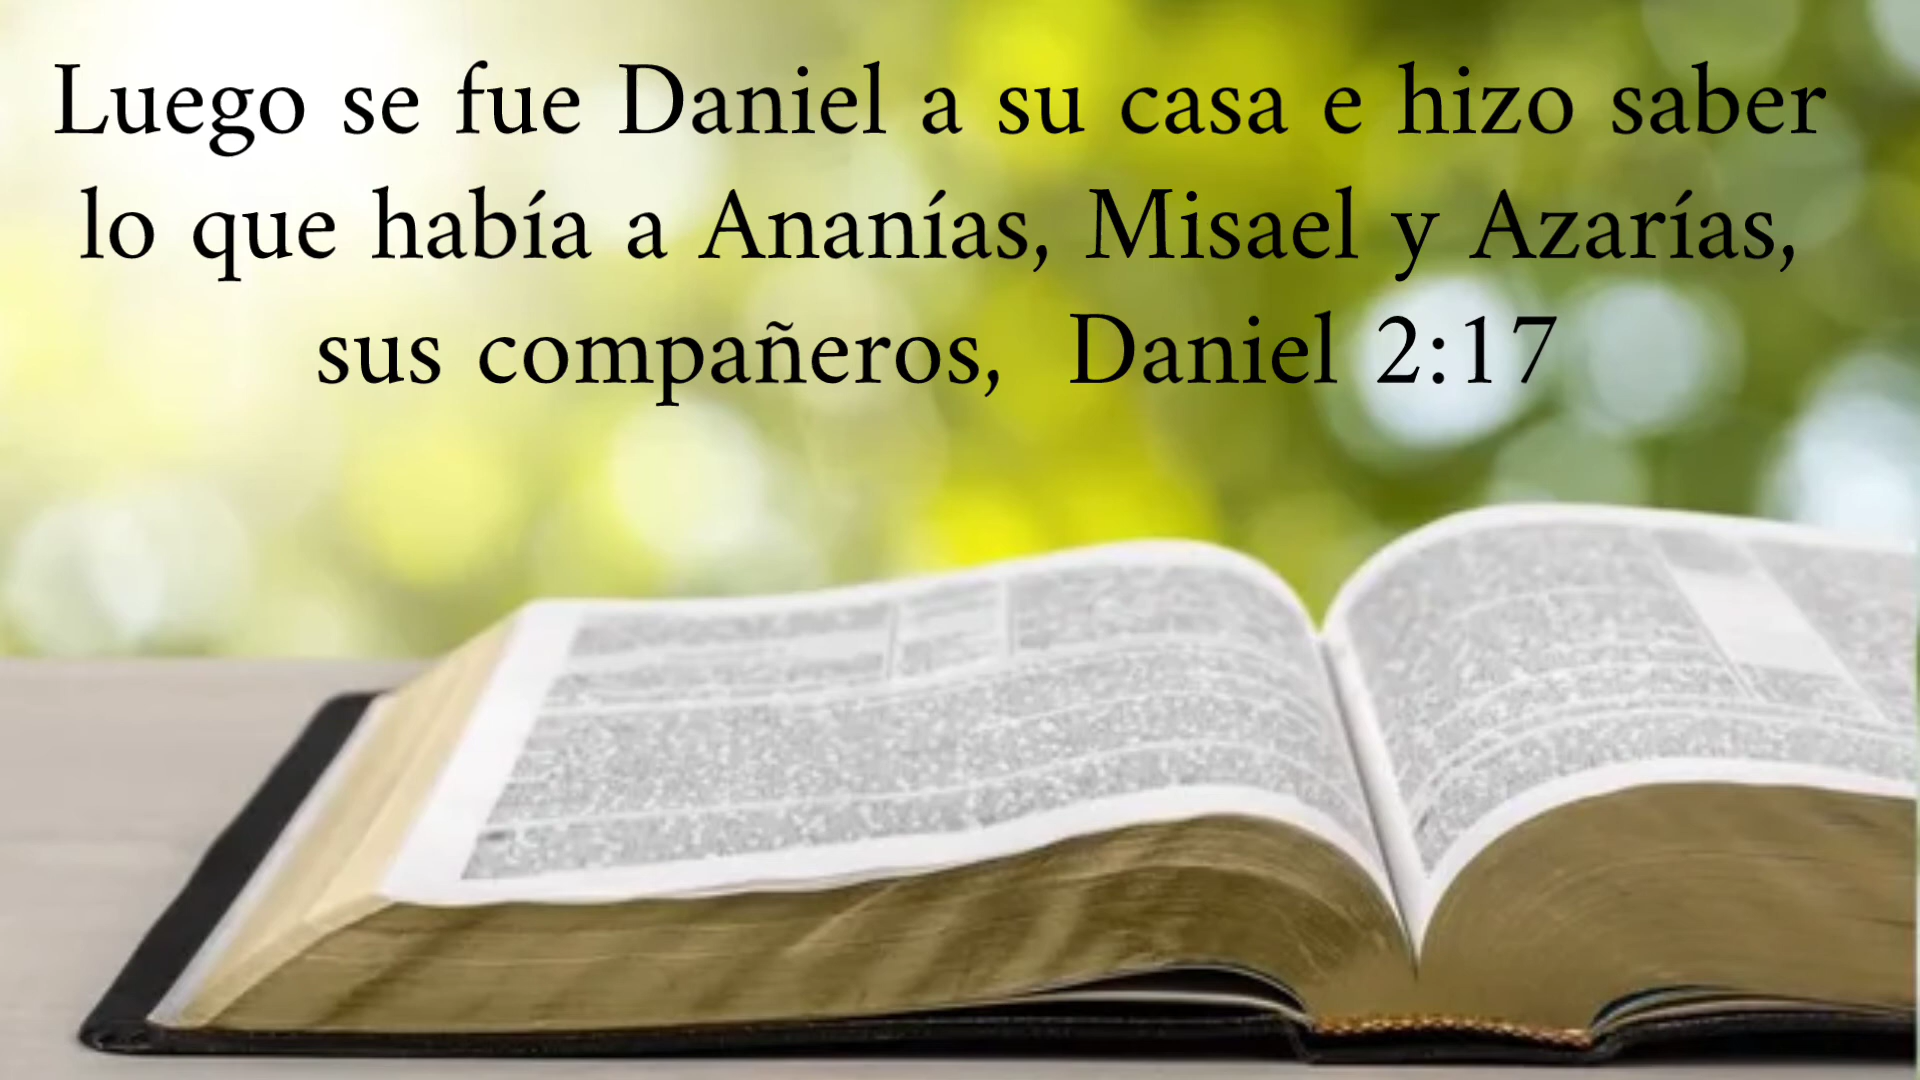 Luego se fue Daniel a su casa e hizo saber
lo que había a Ananías, Misael y Azarías,
sus compañeros,  Daniel 2:17